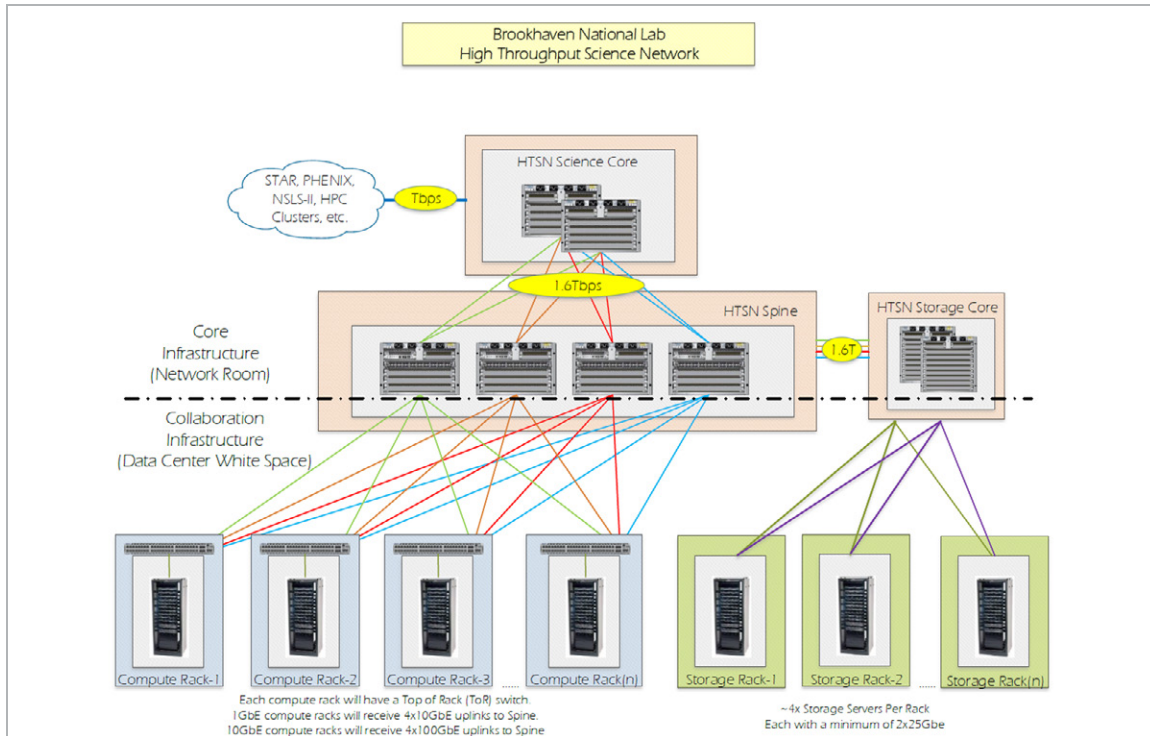 Brookhaven National Lab
High Throughput Science Network
HTSN Science Core
STAR, PHENIX,
NSLS-II, HPC
Clusters, etc.
Tbps
1.6Tbps
HTSN Spine
HTSN Storage Core
1.6T
Core
Infrastructure
(Network Room)
Collaboration
Infrastructure
(Data Center White Space)
Compute Rack-1
Compute Rack-2
Compute Rack-3
......
Compute Rack(n)
Storage Rack-1
Storage Rack-2
......
Storage Rack(n)
Each compute rack will have a Top of Rack (ToR) switch.
1GbE compute racks will receive 4x10GbE uplinks to Spine.
10GbE compute racks will receive 4x100GbE uplinks to Spine
~4x Storage Servers Per Rack
Each with a minimum of 2x25Gbe